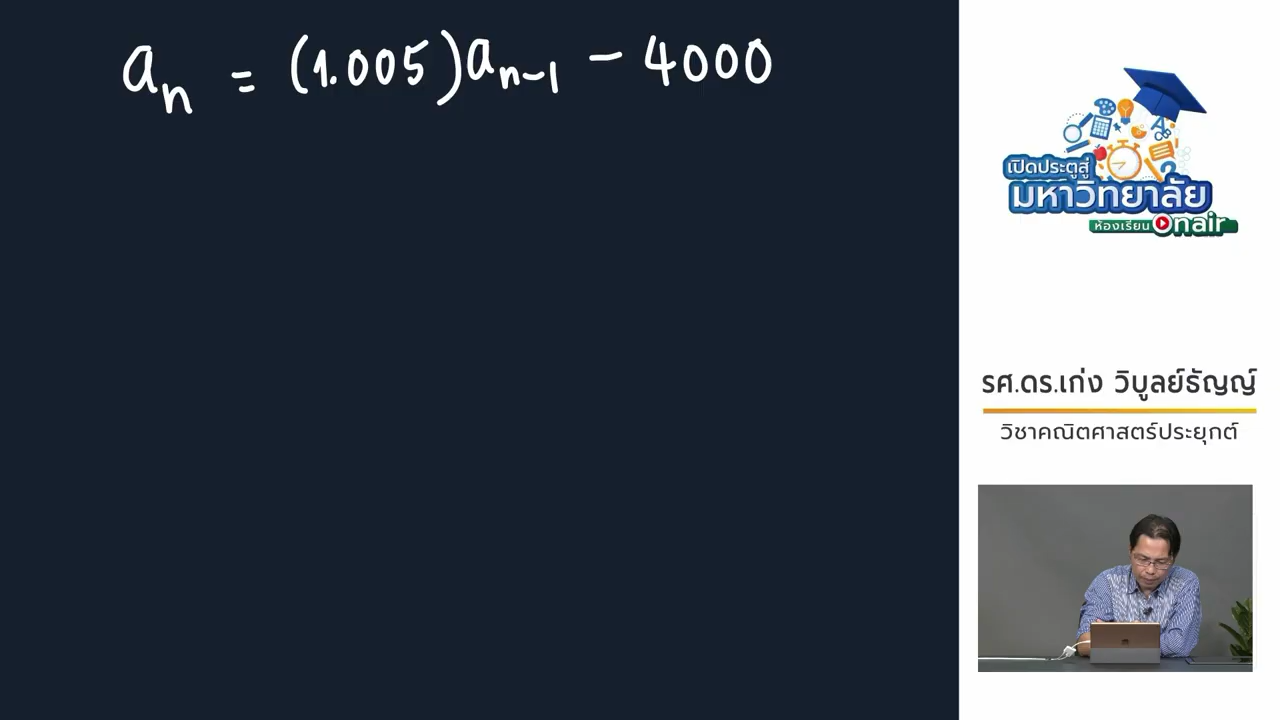 aₙ = (1.005)aₙ₋₁ − 4000
เปิดประตูสู่
มหาวิทยาลัย
ห้องเรียน Onair
รศ.ดร.เก่ง วิบูลย์ธัญญ์
วิชาคณิตศาสตร์ประยุกต์